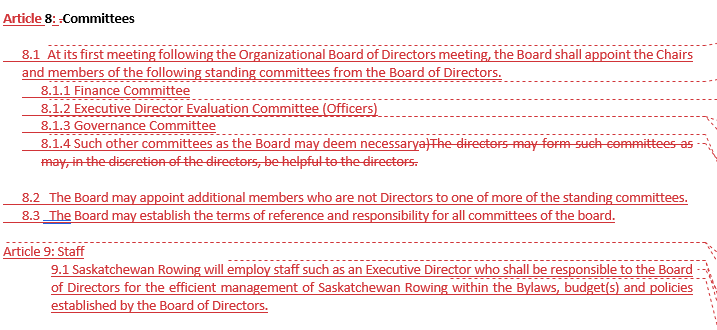 Article 8: .Committees
8.1 At its first meeting following the Organizational Board of Directors meeting, the Board shall appoint the Chairs
and members of the following standing committees from the Board of Directors.
8.1.1 Finance Committee
8.1.2 Executive Director Evaluation Committee (Officers)
8.1.3 Governance Committee
8.1.4 Such other committees as the Board may deem necessarya)The directors may form such committees as
may, in the discretion of the directors, be helpful to the directors.
8.2 The Board may appoint additional members who are not Directors to one of more of the standing committees.
8.3 The Board may establish the terms of reference and responsibility for all committees of the board.
Article 9: Staff
9.1 Saskatchewan Rowing will employ staff such as an Executive Director who shall be responsible to the Board
of Directors for the efficient management of Saskatchewan Rowing within the Bylaws, budget(s) and policies
established by the Board of Directors.